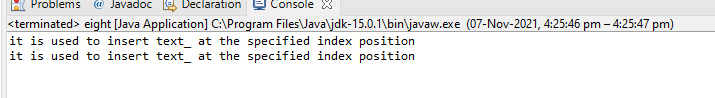 Problems @ Javadoc Declaration Console
<terminated> eight [Java Application] C:\Program Files\Java\jdk-15.0.1\bin\javaw.exe (07-Nov-2021, 4:25:46 pm – 4:25:47 pm)
it is used to insert text_ at the specified index position
it is used to insert text_ at the specified index position